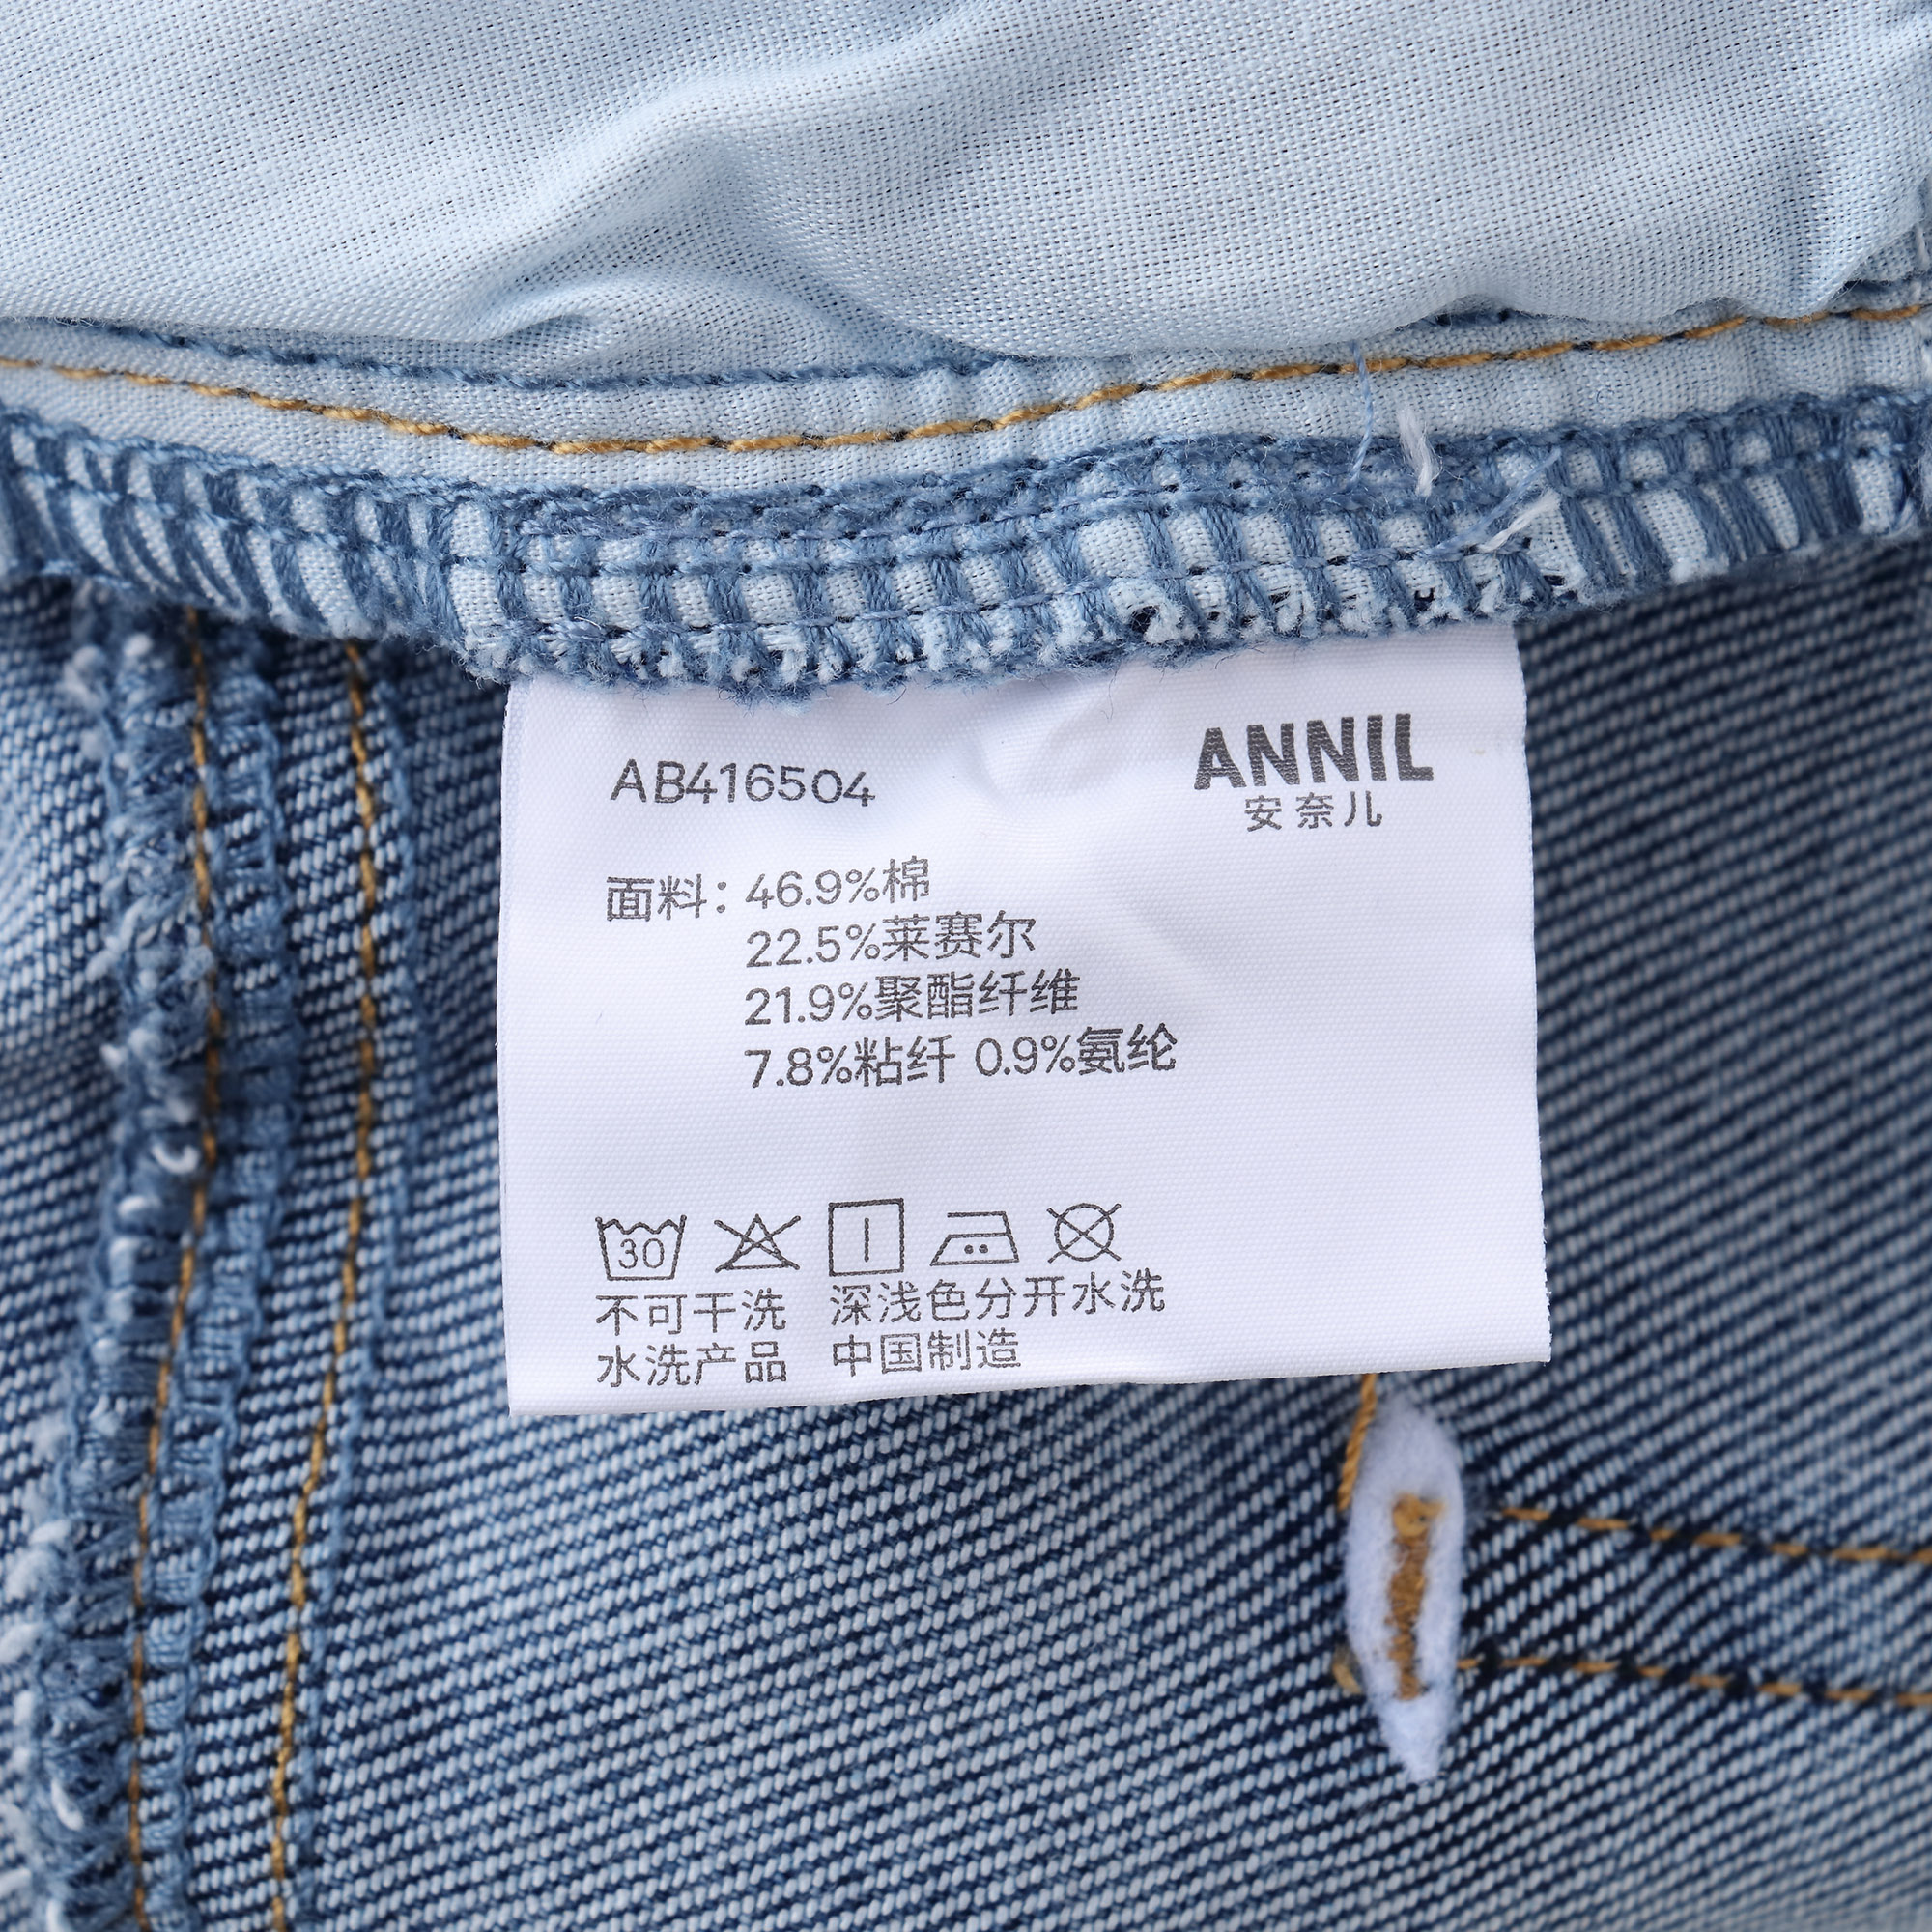 AB416504
ANNIL
安奈儿
面料：46.9%棉
22.5%莱赛尔
21.9%聚酯纤维
7.8%粘纤 0.9%氨纶
30
不可干洗 深浅色分开水洗
水洗产品 中国制造